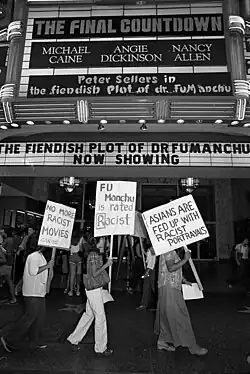 THE FINAL COUNTDOWN
MICHAEL CAINE
ANGIE DICKINSON
NANCY ALLEN
Peter Sellers in
the fiendish Plot of dr. FuManchu
THE FIENDISH PLOT OF DR FUMANCHU
NOW SHOWING
NO MORE
RACIST
MOVIES
FU
MANCHU
is RATED
Racist
ASIANS ARE
FED UP WITH
RACIST
PORTRAYALS